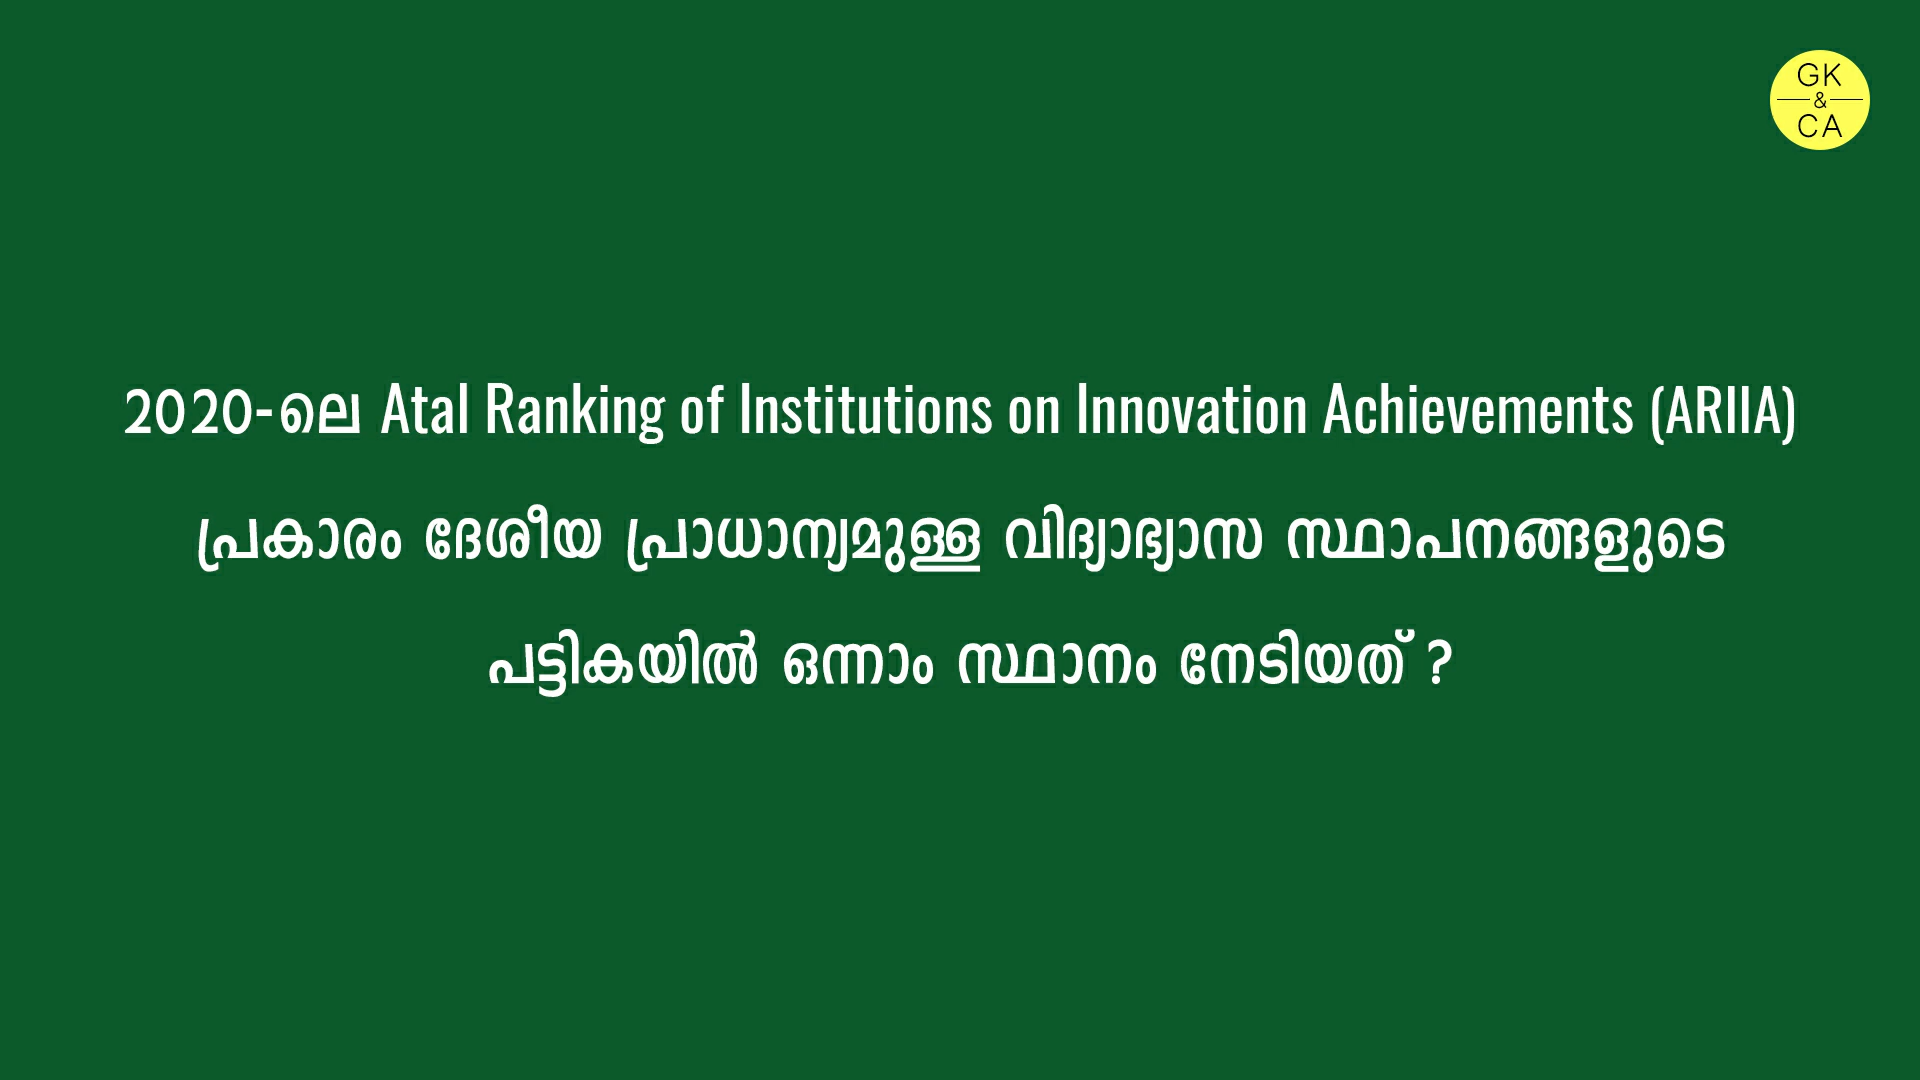 GK
&
CA
2020-ലെ Atal Ranking of Institutions on Innovation Achievements (ARIIA)
പ്രകാരം ദേശീയ പ്രാധാന്യമുള്ള വിദ്യാഭ്യാസ സ്ഥാപനങ്ങളുടെ
പട്ടികയിൽ ഒന്നാം സ്ഥാനം നേടിയത് ?